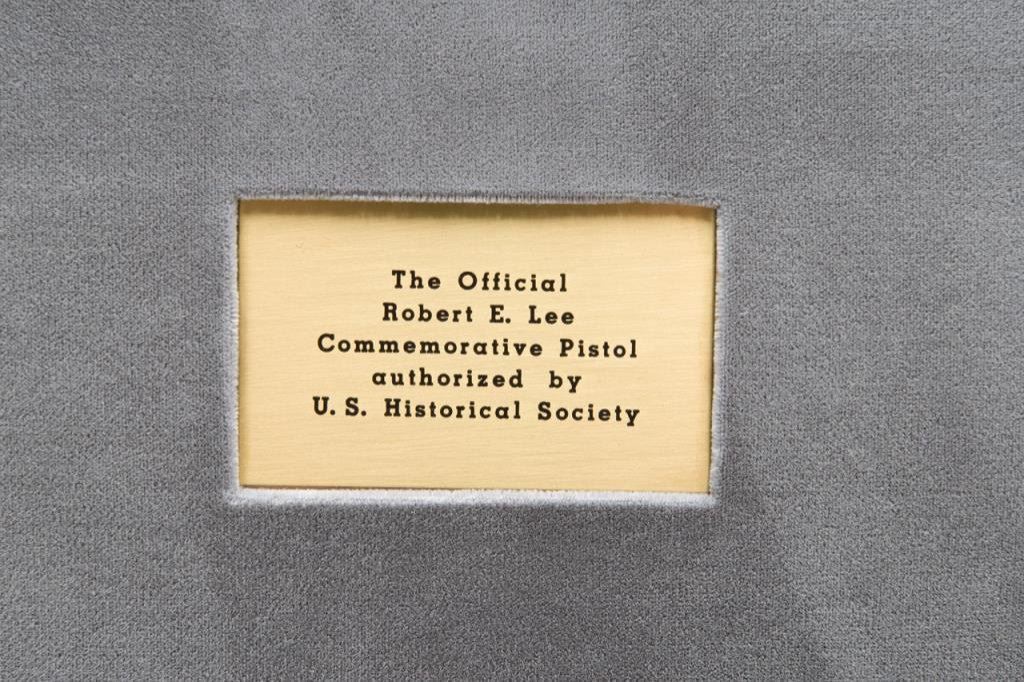 The Official
Robert E. Lee
Commemorative Pistol
authorized by
U.S. Historical Society